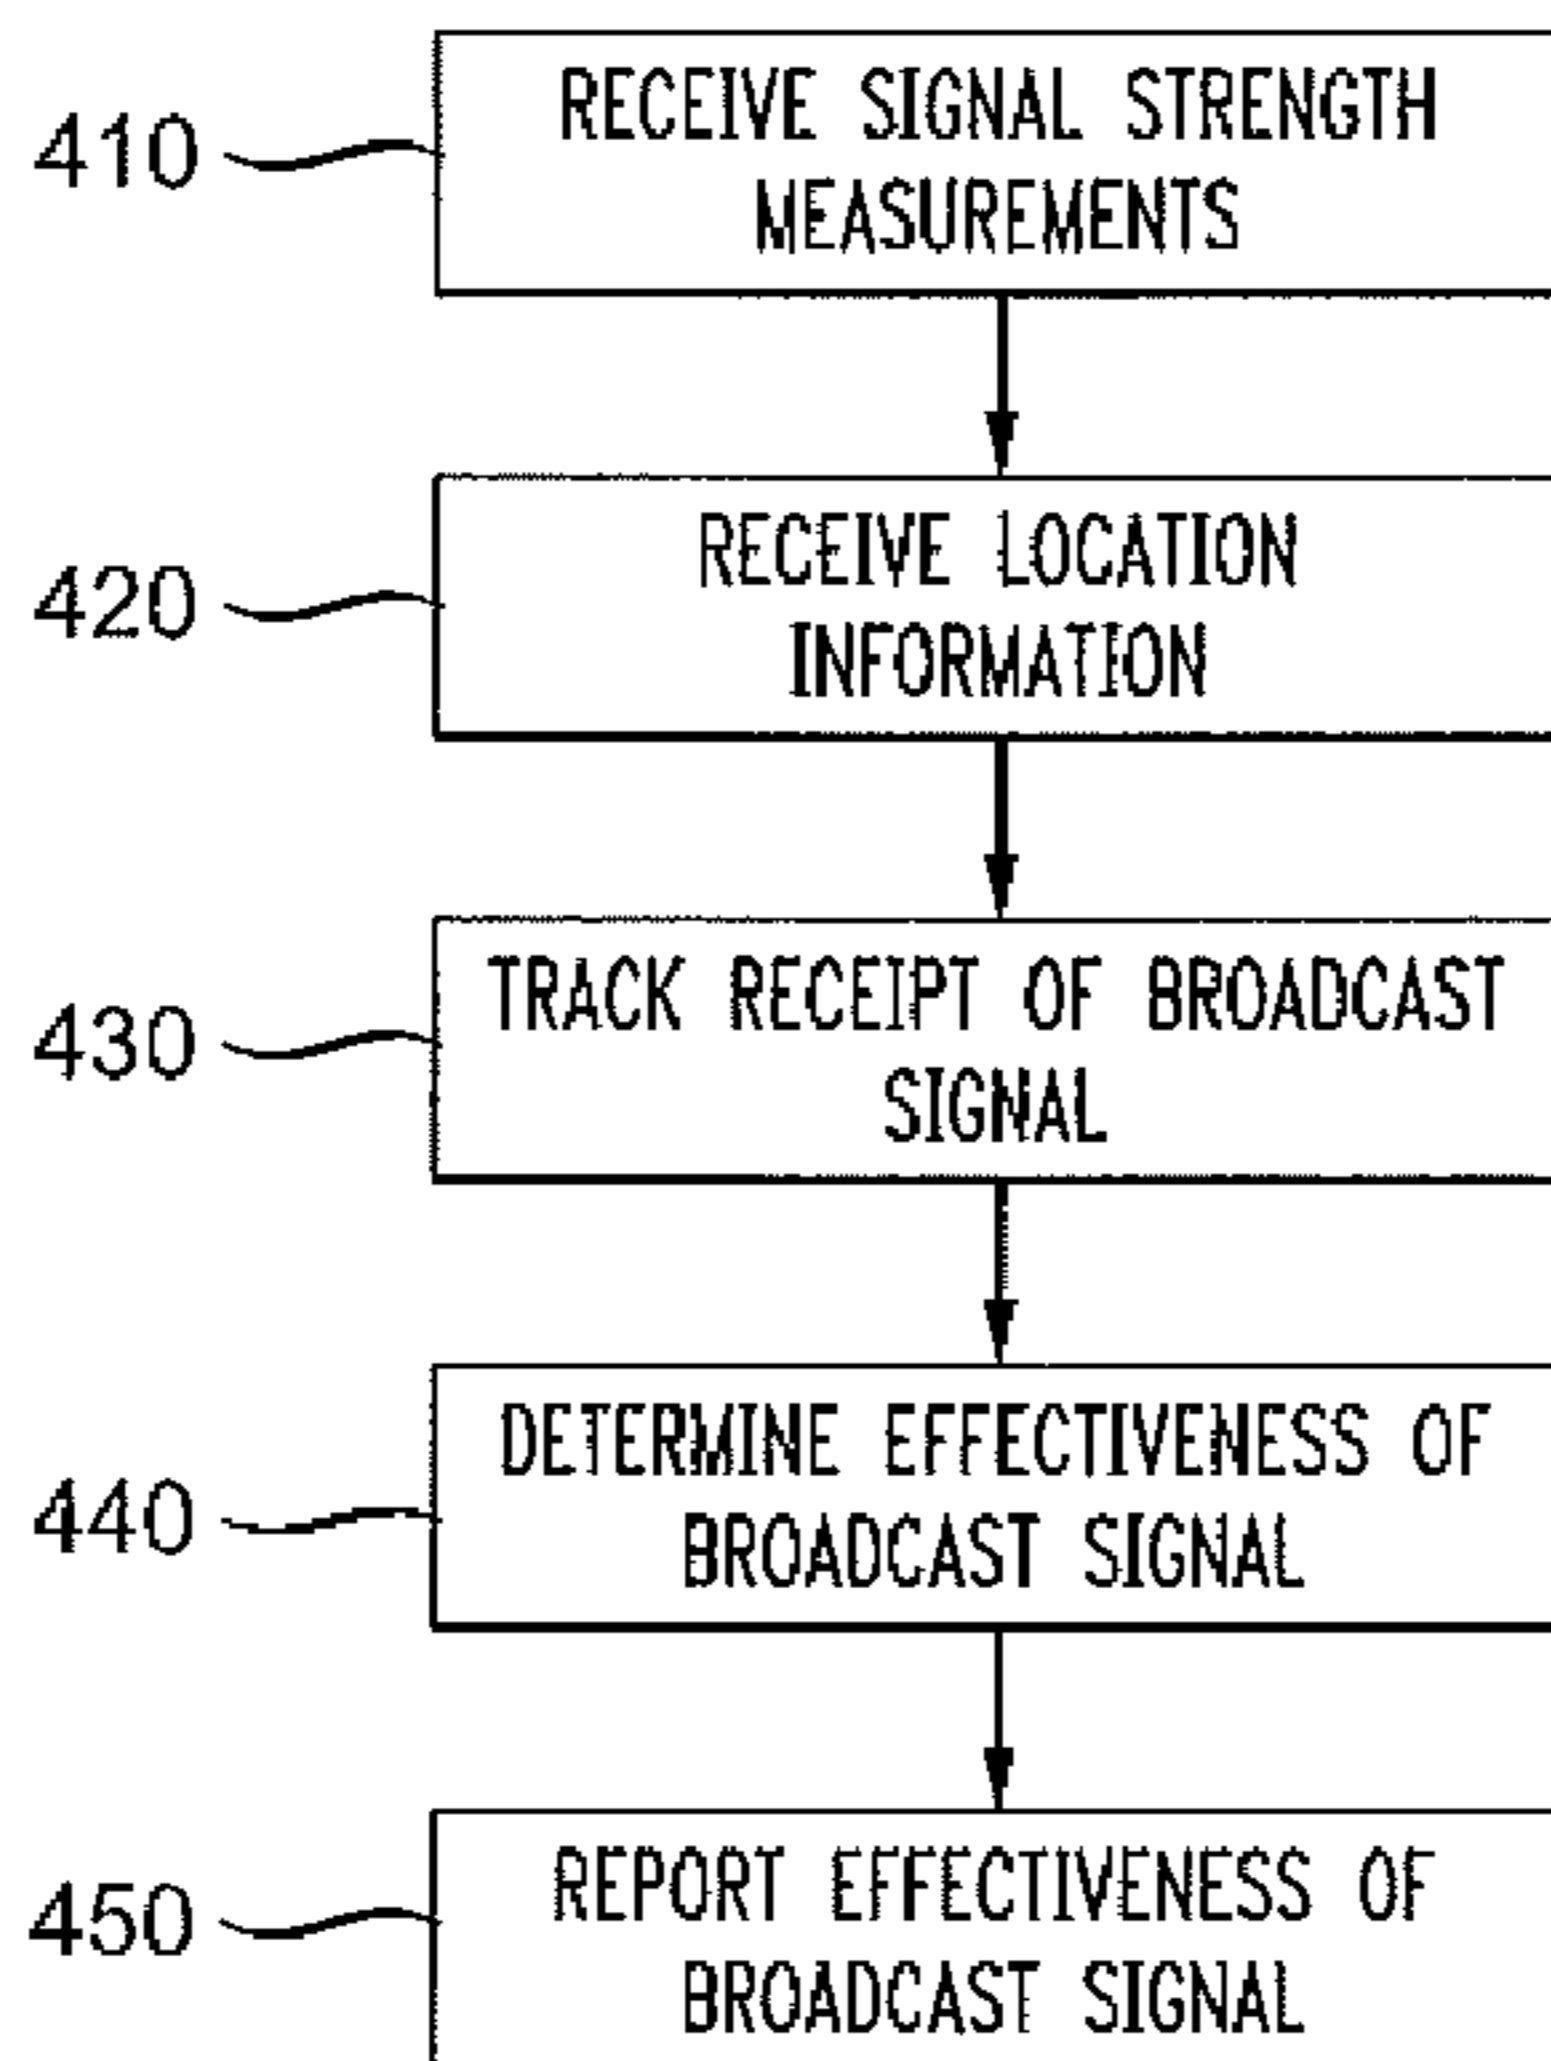 410
RECEIVE SIGNAL STRENGTH
MEASUREMENTS
420
RECEIVE LOCATION
INFORMATION
430
TRACK RECEIPT OF BROADCAST
SIGNAL
440
DETERMINE EFFECTIVENESS OF
BROADCAST SIGNAL
450
REPORT EFFECTIVENESS OF
BROADCAST SIGNAL